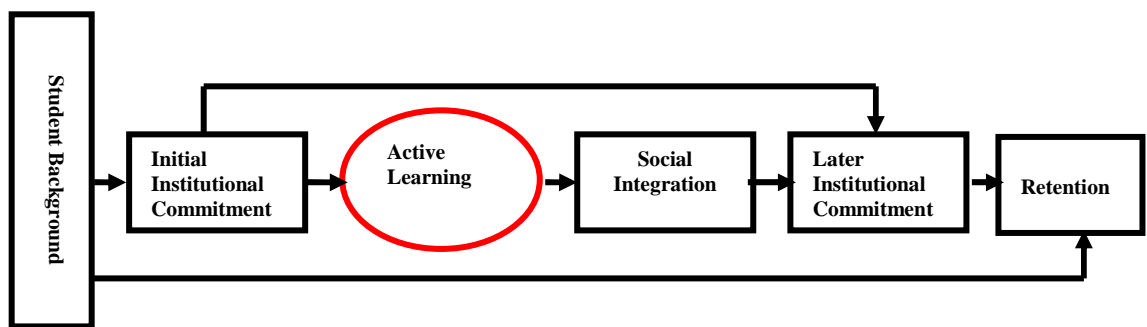 Student Background
Initial
Institutional
Commitment
Active
Learning
Social
Integration
Later
Institutional
Commitment
Retention